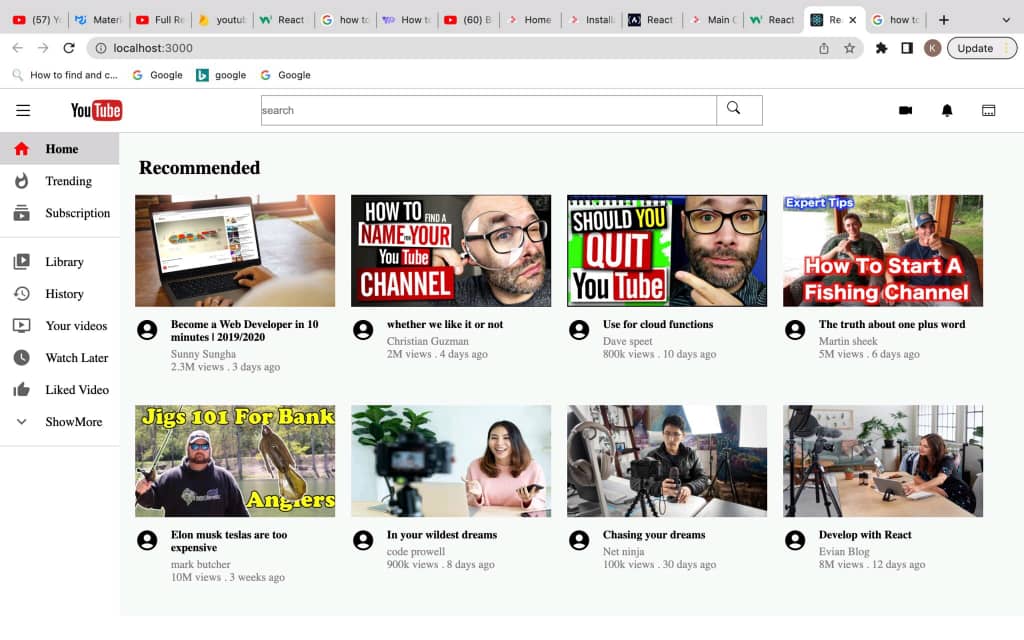 (57) Y
Materi
Full Re
youtub
React
how to
How to
(60) B
Home
Install
React
Main C
React
Re
how to
localhost:3000
K
Update
How to find and c...
Google
google
Google
YouTube
search
Home
Trending
Subscription
Library
History
Your videos
Watch Later
Liked Video
ShowMore
Recommended
HOW TO FIND A
NAME FOR YOUR
YouTube
CHANNEL
SHOULD YOU
QUIT
YouTube
Expert Tips
How To Start A
Fishing Channel
Become a Web Developer in 10
minutes | 2019/2020
Sunny Sungha
2.3M views . 3 days ago
whether we like it or not
Christian Guzman
2M views . 4 days ago
Use for cloud functions
Dave speet
800k views . 10 days ago
The truth about one plus word
Martin sheek
5M views . 6 days ago
Jigs 101 For Bank
Anglers
Elon musk teslas are too
expensive
mark butcher
10M views . 3 weeks ago
In your wildest dreams
code prowell
900k views . 8 days ago
Chasing your dreams
Net ninja
100k views . 30 days ago
Develop with React
Evian Blog
8M views . 12 days ago